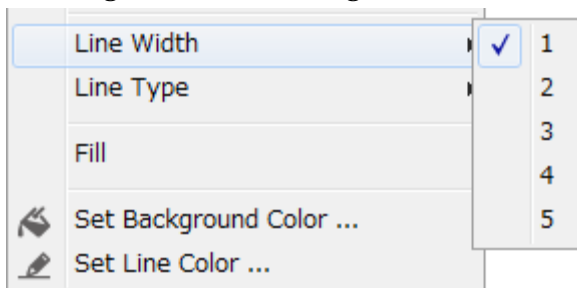 Line Width
Line Type
Fill
Set Background Color ...
Set Line Color ...
1
2
3
4
5